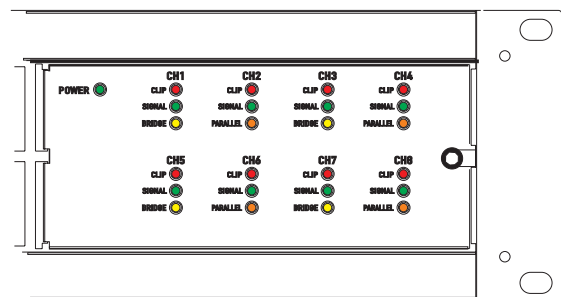 CH1 CH2 CH3 CH4
POWER CLIP CLIP CLIP CLIP
SIGNAL SIGNAL SIGNAL SIGNAL
BRIDGE PARALLEL BRIDGE PARALLEL
CH5 CH6 CH7 CH8
CLIP CLIP CLIP CLIP
SIGNAL SIGNAL SIGNAL SIGNAL
BRIDGE PARALLEL BRIDGE PARALLEL